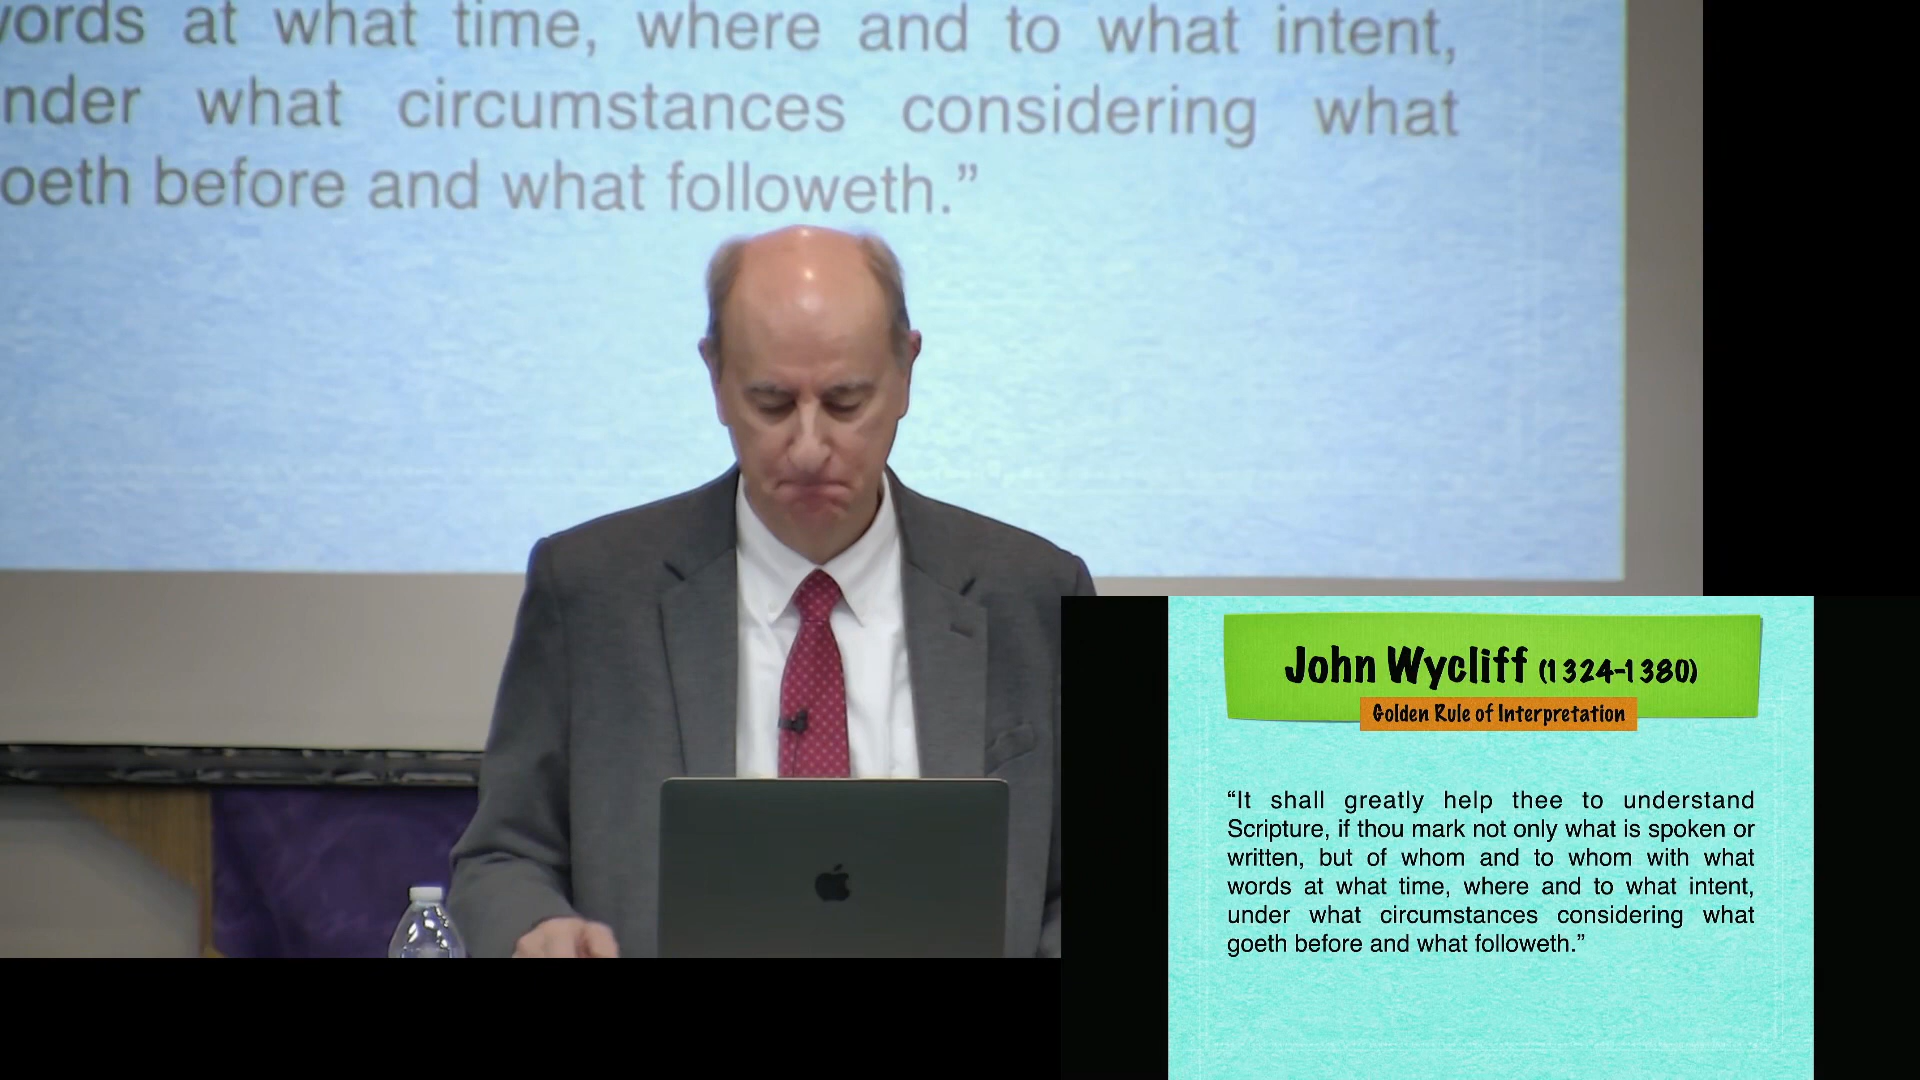 words at what time, where and to what intent,
under what circumstances considering what
goeth before and what followeth.”
John Wycliff (1324-1380)
Golden Rule of Interpretation
“It shall greatly help thee to understand
Scripture, if thou mark not only what is spoken or
written, but of whom and to whom with what
words at what time, where and to what intent,
under what circumstances considering what
goeth before and what followeth.”